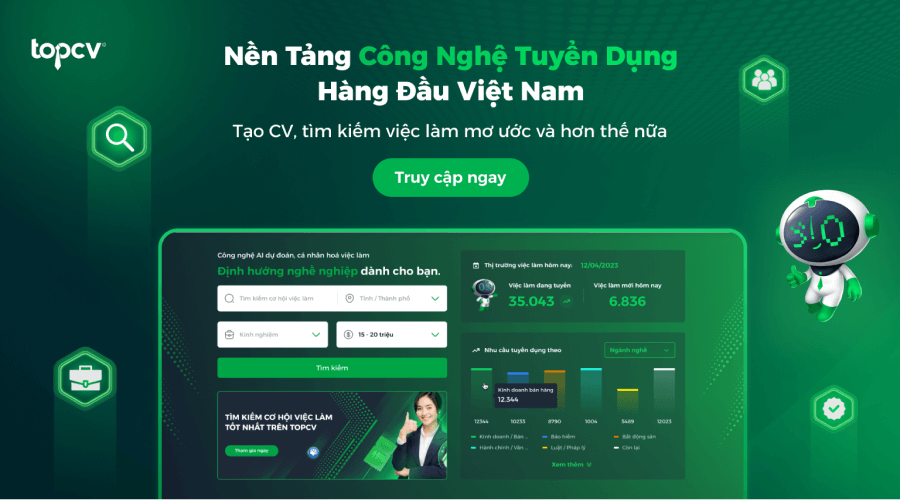 topcv
Nền Tảng Công Nghệ Tuyển Dụng
Hàng Đầu Việt Nam
Tạo CV, tìm kiếm việc làm mơ ước và hơn thế nữa
Truy cập ngay
Công nghệ AI dự đoán, cá nhân hoá việc làm
Định hướng nghề nghiệp dành cho bạn.
Tìm kiếm cơ hội việc làm
Tỉnh / Thành phố
Kinh nghiệm
15 - 20 triệu
Tìm kiếm
TÌM KIẾM CƠ HỘI VIỆC LÀM
TỐT NHẤT TRÊN TOPCV
Tham gia ngay
Thị trường việc làm hôm nay: 12/04/2023
Việc làm đang tuyển
35.043
Việc làm mới hôm nay
6.836
Nhu cầu tuyển dụng theo
Ngành nghề
Kinh doanh bán hàng
12.344
12344 10233 8790 1004 3469 12023
Kinh doanh / Bán... Bảo hiểm Bất động sản
Hành chính / Văn ... Luật / Pháp lý Còn lại
Xem thêm